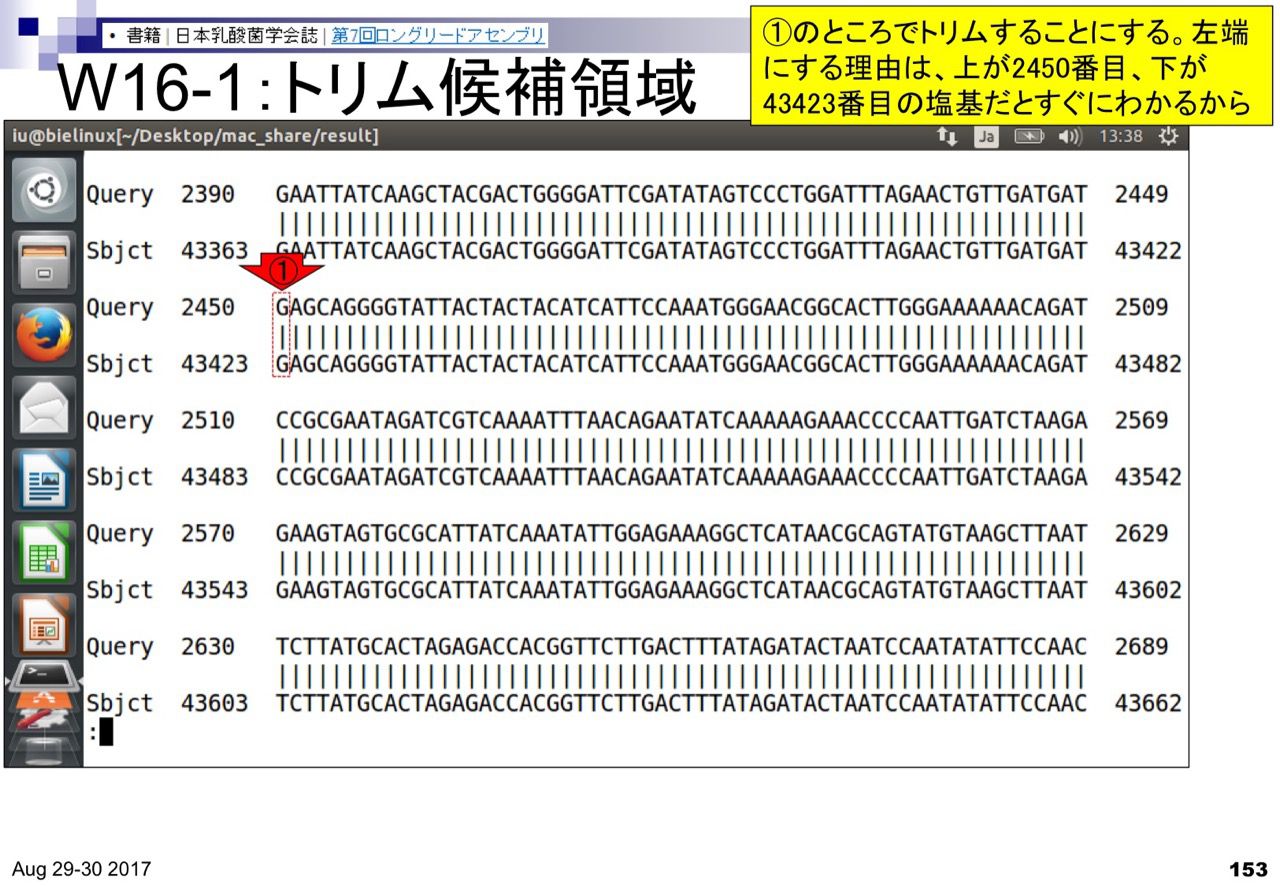 • 書籍 | 日本乳酸菌学会誌 | 第7回ロングリードアセンブリ
W16-1:トリム候補領域
①のところでトリムすることにする。左端
にする理由は、上が2450番目、下が
43423番目の塩基だとすぐにわかるから
iu@bielinux[~/Desktop/mac_share/result]
Ja
13:38
Query 2390 GAATTATCAAGCTACGACTGGGGATTCGATATAGTCCCTGGATTTAGAACTGTTGATGAT 2449
||||||||||||||||||||||||||||||||||||||||||||||||||||||||||||
Sbjct 43363 GAATTATCAAGCTACGACTGGGGATTCGATATAGTCCCTGGATTTAGAACTGTTGATGAT 43422
①
Query 2450 GAGCAGGGGTATTACTACTACATCATTCCAAATGGGAACGGCACTTGGGAAAAAACAGAT 2509
||||||||||||||||||||||||||||||||||||||||||||||||||||||||||||
Sbjct 43423 GAGCAGGGGTATTACTACTACATCATTCCAAATGGGAACGGCACTTGGGAAAAAACAGAT 43482
Query 2510 CCGCGAATAGATCGTCAAAATTTAACAGAATATCAAAAAGAAACCCCAATTGATCTAAGA 2569
||||||||||||||||||||||||||||||||||||||||||||||||||||||||||||
Sbjct 43483 CCGCGAATAGATCGTCAAAATTTAACAGAATATCAAAAAGAAACCCCAATTGATCTAAGA 43542
Query 2570 GAAGTAGTGCGCATTATCAAATATTGGAGAAAGGCTCATAACGCAGTATGTAAGCTTAAT 2629
||||||||||||||||||||||||||||||||||||||||||||||||||||||||||||
Sbjct 43543 GAAGTAGTGCGCATTATCAAATATTGGAGAAAGGCTCATAACGCAGTATGTAAGCTTAAT 43602
Query 2630 TCTTATGCACTAGAGACCACGGTTCTTGACTTTATAGATACTAATCCAATATATTCCAAC 2689
||||||||||||||||||||||||||||||||||||||||||||||||||||||||||||
Sbjct 43603 TCTTATGCACTAGAGACCACGGTTCTTGACTTTATAGATACTAATCCAATATATTCCAAC 43662
:
Aug 29-30 2017
153